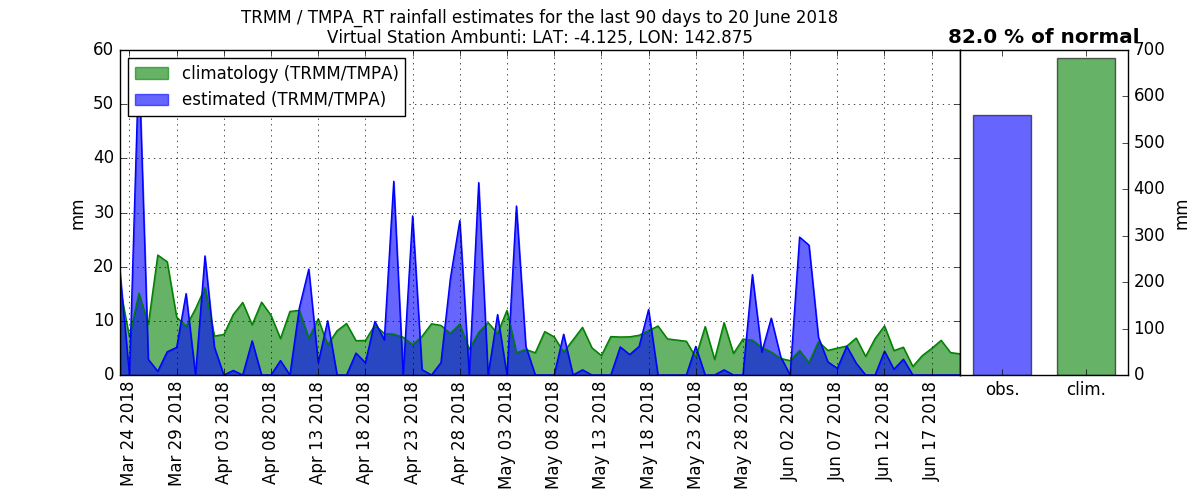 TRMM / TMPA_RT rainfall estimates for the last 90 days to 20 June 2018
Virtual Station Ambunti: LAT: -4.125, LON: 142.875
82.0 % of normal
climatology (TRMM/TMPA)
estimated (TRMM/TMPA)
60
50
40
30
20
10
0
mm
Mar 24 2018
Mar 29 2018
Apr 03 2018
Apr 08 2018
Apr 13 2018
Apr 18 2018
Apr 23 2018
Apr 28 2018
May 03 2018
May 08 2018
May 13 2018
May 18 2018
May 23 2018
May 28 2018
Jun 02 2018
Jun 07 2018
Jun 12 2018
Jun 17 2018
obs.
clim.
700
600
500
400
300
200
100
0
mm